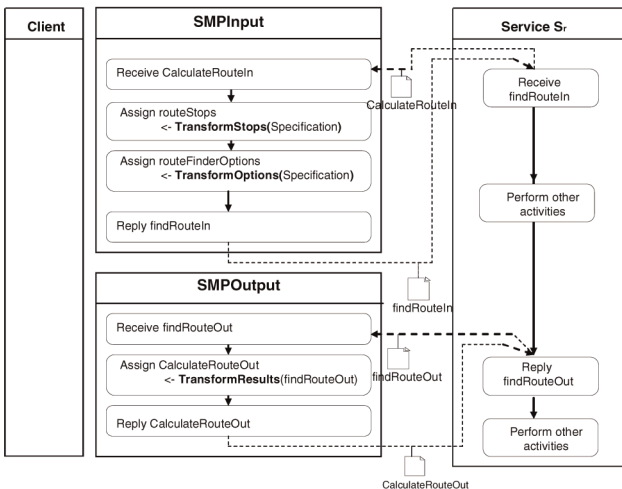 Client
SMPInput
Receive CalculateRouteIn
Assign routeStops
<- TransformStops(Specification)
Assign routeFinderOptions
<- TransformOptions(Specification)
Reply findRouteIn
SMPOutput
Receive findRouteOut
Assign CalculateRouteOut
<- TransformResults(findRouteOut)
Reply CalculateRouteOut
CalculateRouteIn
findRouteIn
findRouteOut
CalculateRouteOut
Service Sr
Receive
findRouteIn
Perform other
activities
Reply
findRouteOut
Perform other
activities